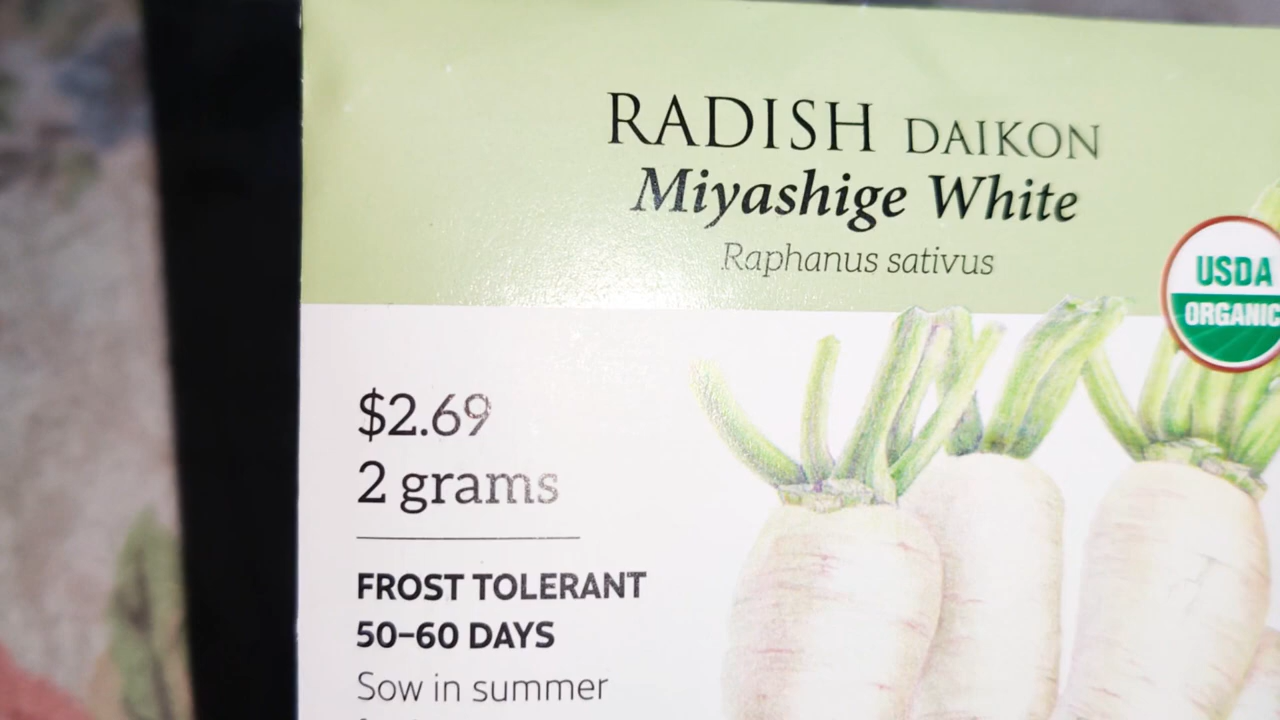 RADISH DAIKON
Miyashige White
Raphanus sativus
USDA
ORGANIC
$2.69
2 grams
FROST TOLERANT
50–60 DAYS
Sow in summer